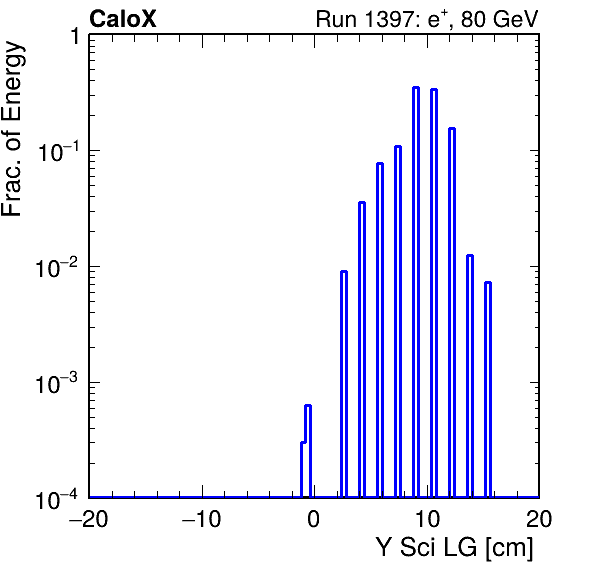 CaloX Run 1397: e⁺, 80 GeV
Frac. of Energy
1
10⁻¹
10⁻²
10⁻³
10⁻⁴
−20 −10 0 10 20
Y Sci LG [cm]